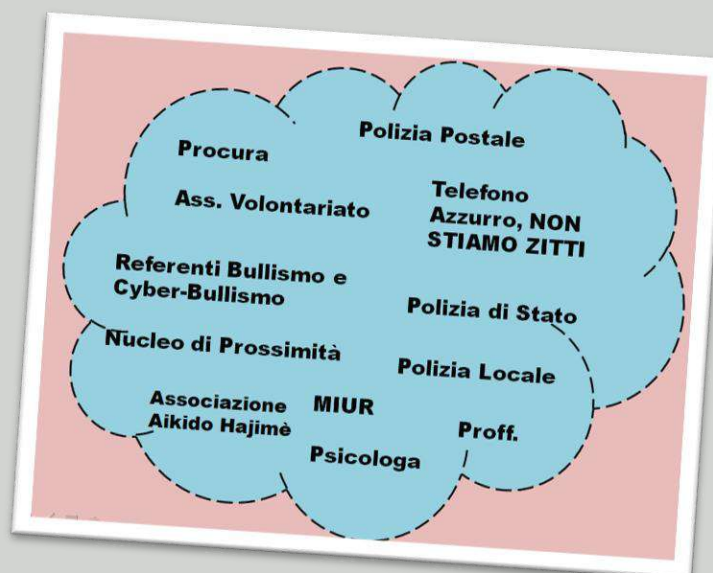 Polizia Postale
Procura
Ass. Volontariato
Telefono
Azzurro, NON
STIAMO ZITTI
Referenti Bullismo e
Cyber-Bullismo
Polizia di Stato
Nucleo di Prossimità
Polizia Locale
Associazione
Aikido Hajimè
MIUR
Proff.
Psicologa